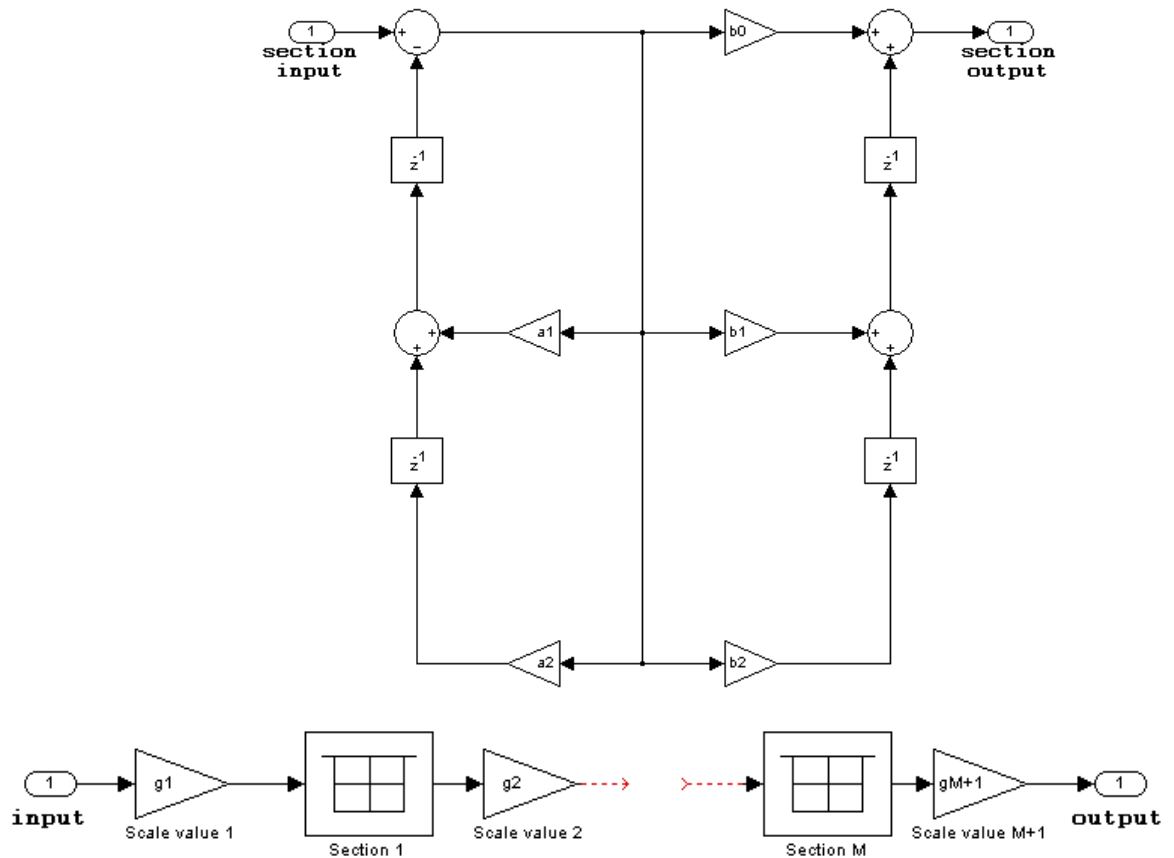 1
section
input
+
−
b0
+
+
1
section
output
z-1
z-1
+
+
a1
b1
+
+
z-1
z-1
a2
b2
1
input
g1
Scale value 1
Section 1
g2
Scale value 2
Section M
gM+1
Scale value M+1
1
output